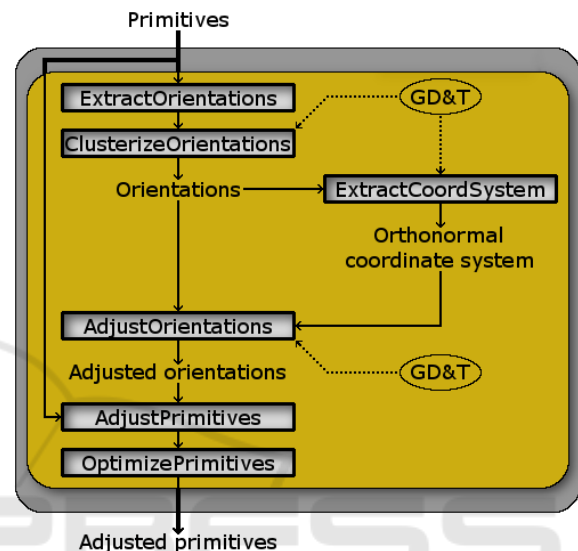 Primitives
ExtractOrientations
GD&T
ClusterizeOrientations
Orientations
ExtractCoordSystem
Orthonormal
coordinate system
AdjustOrientations
Adjusted orientations
GD&T
AdjustPrimitives
OptimizePrimitives
Adjusted primitives